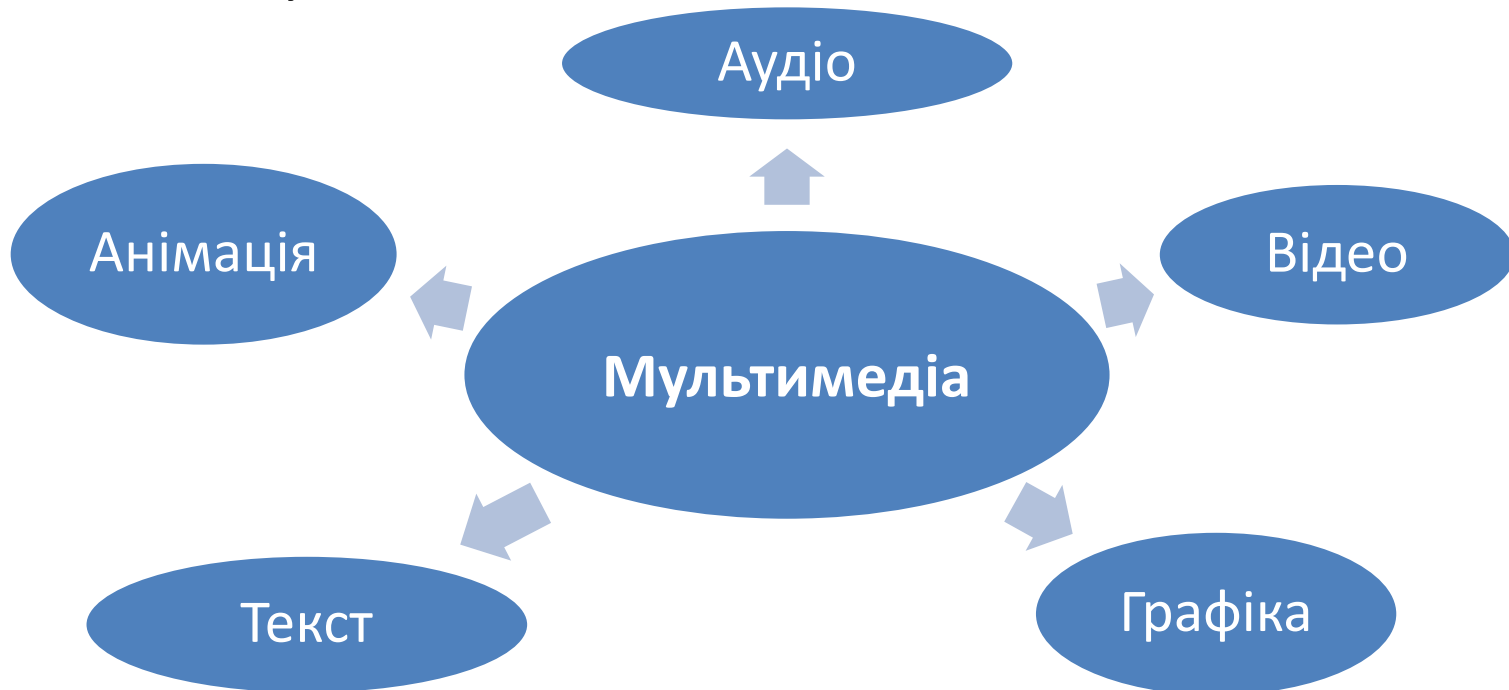 Аудіо
Анімація
Відео
Мультимедіа
Текст
Графіка